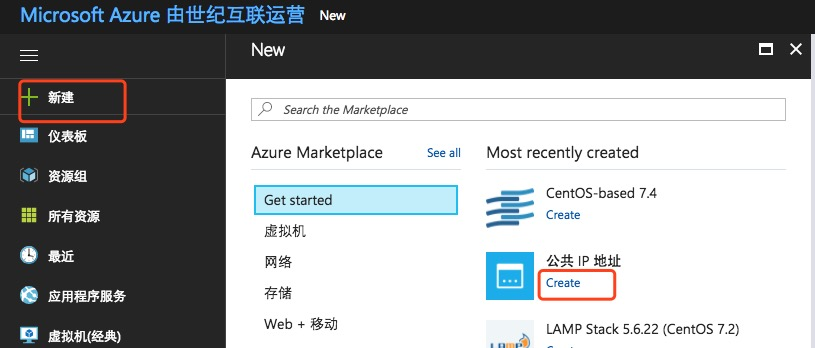 Microsoft Azure 由世纪互联运营 New
New
新建
仪表板
资源组
所有资源
最近
应用程序服务
虚拟机(经典)
Search the Marketplace
Azure Marketplace See all
Get started
虚拟机
网络
存储
Web + 移动
Most recently created
CentOS-based 7.4
Create
公共 IP 地址
Create
LAMP Stack 5.6.22 (CentOS 7.2)
LAMP